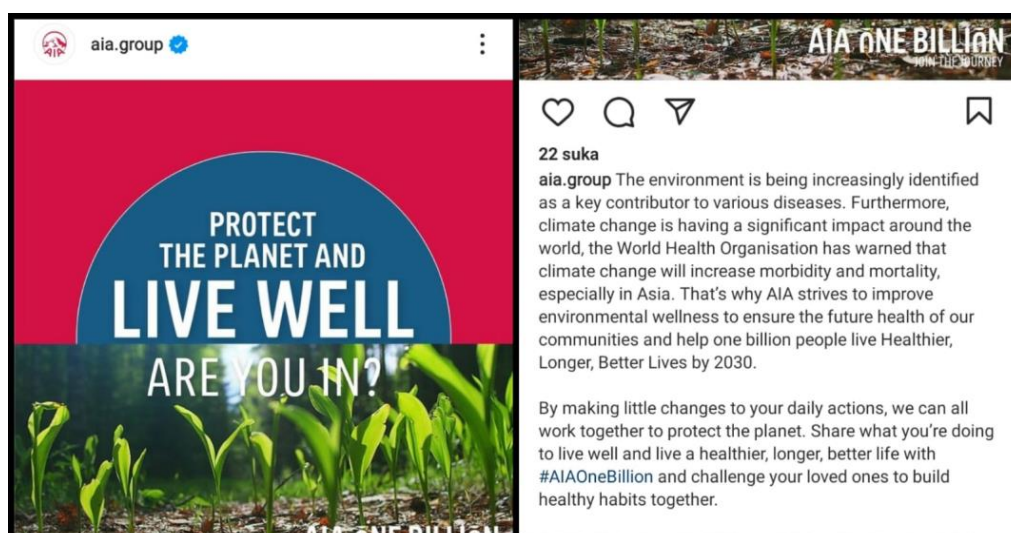 AIA
aia.group
PROTECT
THE PLANET AND
LIVE WELL
ARE YOU IN?
AIA ONE BILLION
AIA ONE BILLION
JOIN THE JOURNEY
22 suka
aia.group The environment is being increasingly identified
as a key contributor to various diseases. Furthermore,
climate change is having a significant impact around the
world, the World Health Organisation has warned that
climate change will increase morbidity and mortality,
especially in Asia. That's why AIA strives to improve
environmental wellness to ensure the future health of our
communities and help one billion people live Healthier,
Longer, Better Lives by 2030.
By making little changes to your daily actions, we can all
work together to protect the planet. Share what you're doing
to live well and live a healthier, longer, better life with
#AIAOneBillion and challenge your loved ones to build
healthy habits together.